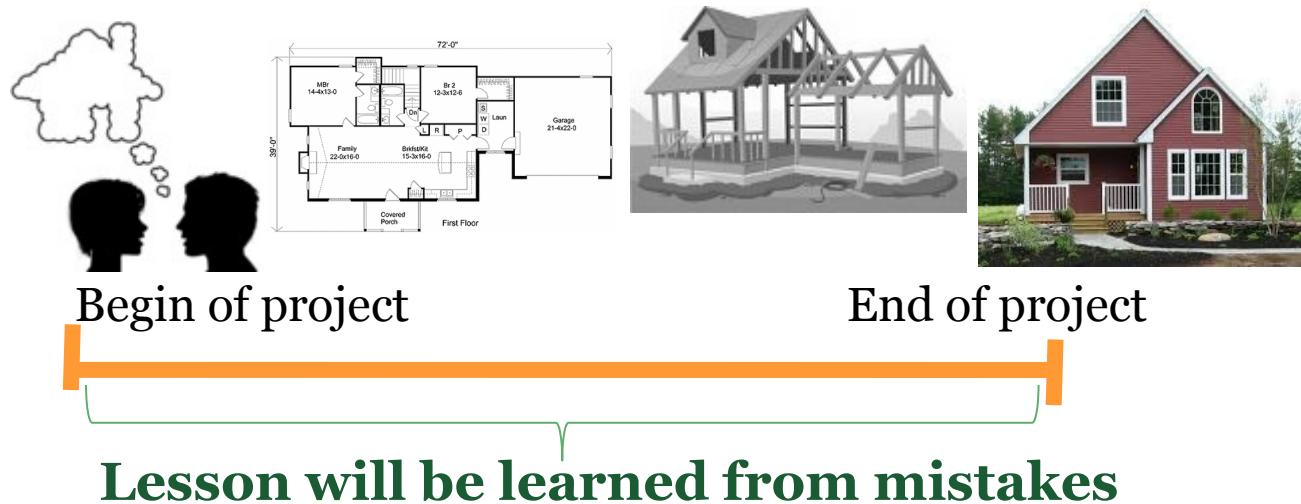 72'-0"
39'-0"
MBr
14-4x13-0
Br 2
12-3x12-6
Dn
S
W
D
Laun
L R P
Garage
21-4x22-0
Family
22-0x16-0
Brkfst/Kit
15-3x16-0
Covered
Porch
First Floor
Begin of project
End of project
Lesson will be learned from mistakes